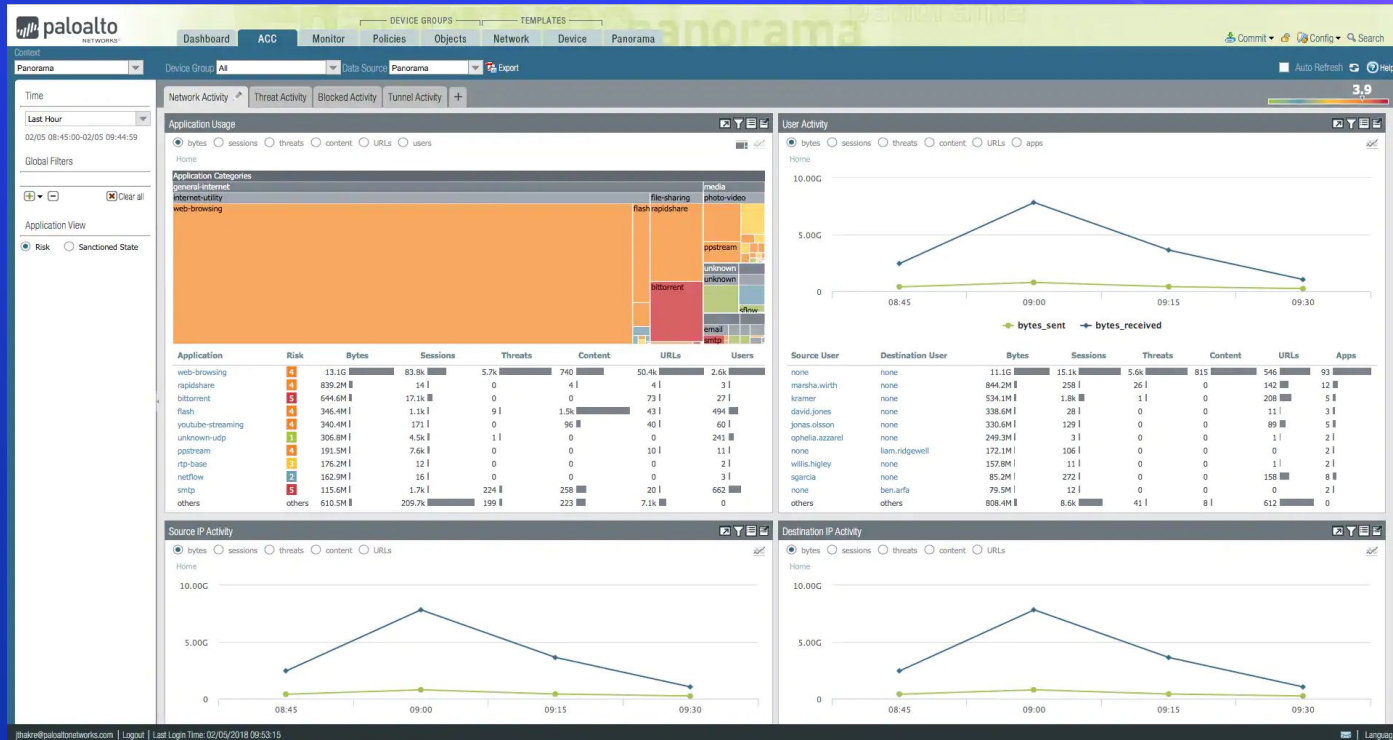 DEVICE GROUPS TEMPLATES
paloalto
NETWORKS
Dashboard ACC Monitor Policies Objects Network Device Panorama
panorama
Commit Config Search
Context
Panorama Device Group All Data Source Panorama Export Auto Refresh Help
Time
Last Hour
02/05 08:45:00-02/05 09:44:59
Global Filters
Clear all
Application View
Risk Sanctioned State
Network Activity Threat Activity Blocked Activity Tunnel Activity +
3.9
Application Usage
bytes sessions threats content URLs users
Home
Application Categories
general-internet media
internet-utility file-sharing photo-video
web-browsing flash rapidshare
ppstream
unknown
unknown
bittorrent
sflow
email
smtp
Application Risk Bytes Sessions Threats Content URLs Users
web-browsing 4 13.1G 83.8k 5.7k 740 50.4k 2.6k
rapidshare 4 839.2M 14 0 4 4 3
bittorrent 5 644.6M 17.1k 0 0 73 27
flash 4 346.4M 1.1k 9 1.5k 43 494
youtube-streaming 4 340.4M 171 0 96 40 60
unknown-udp 1 306.8M 4.5k 1 0 0 241
ppstream 4 191.5M 7.6k 0 0 10 11
rtp-base 3 176.2M 12 0 0 0 2
netflow 2 162.9M 16 0 0 0 3
smtp 5 115.6M 1.7k 224 258 20 662
others others 610.5M 209.7k 199 223 7.1k 0
User Activity
bytes sessions threats content URLs apps
Home
10.00G
5.00G
0
08:45 09:00 09:15 09:30
bytes_sent bytes_received
Source User Destination User Bytes Sessions Threats Content URLs Apps
none none 11.1G 15.1k 5.6k 815 546 93
marsha.wirth none 844.2M 258 26 0 142 12
kramer none 534.1M 1.8k 1 0 208 5
david.jones none 338.6M 28 0 0 11 3
jonas.olsson none 330.6M 129 0 0 89 5
ophelia.azzarel none 249.3M 3 0 0 1 2
none liam.ridgewell 172.1M 106 0 0 0 2
willis.higley none 157.8M 11 0 0 1 2
sgarcia none 85.2M 272 0 0 158 8
none ben.arfa 79.5M 12 0 0 0 2
others others 808.4M 8.6k 41 8 612 0
Source IP Activity
bytes sessions threats content URLs
Home
10.00G
5.00G
0
08:45 09:00 09:15 09:30
Destination IP Activity
bytes sessions threats content URLs
Home
10.00G
5.00G
0
08:45 09:00 09:15 09:30
jthakre@paloaltonetworks.com | Logout | Last Login Time: 02/05/2018 09:53:15
Languag